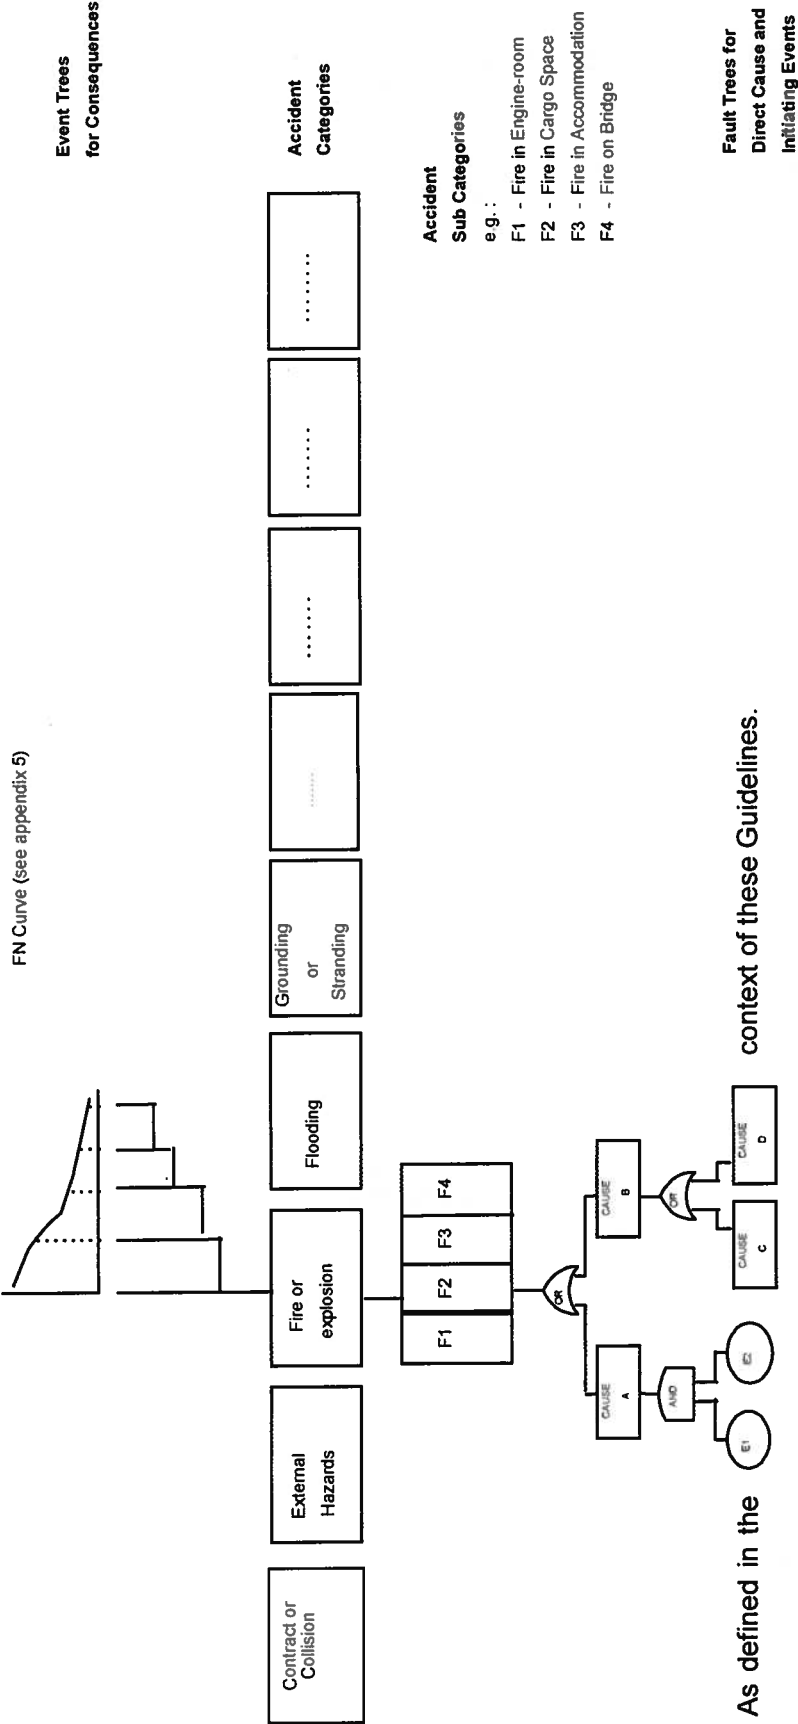 FN Curve (see appendix 5)
Event Trees
for Consequences
Contract or
Collision
External
Hazards
Fire or
explosion
Flooding
Grounding
or
Stranding
........
........
........
........
Accident
Categories
F1
F2
F3
F4
Accident
Sub Categories
e.g.:
F1 - Fire in Engine-room
F2 - Fire in Cargo Space
F3 - Fire in Accommodation
F4 - Fire on Bridge
OR
CAUSE
A
CAUSE
B
AND
OR
E1
E2
CAUSE
C
CAUSE
D
Fault Trees for
Direct Cause and
Initiating Events
As defined in the
context of these Guidelines.